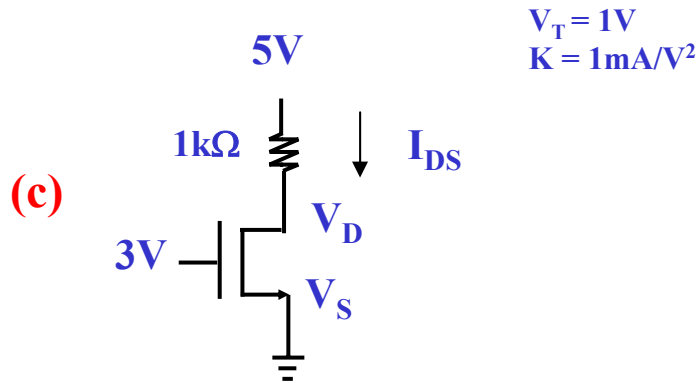 V_T = 1V
K = 1mA/V²
5V
1kΩ
I_DS
(c)
V_D
3V
V_S